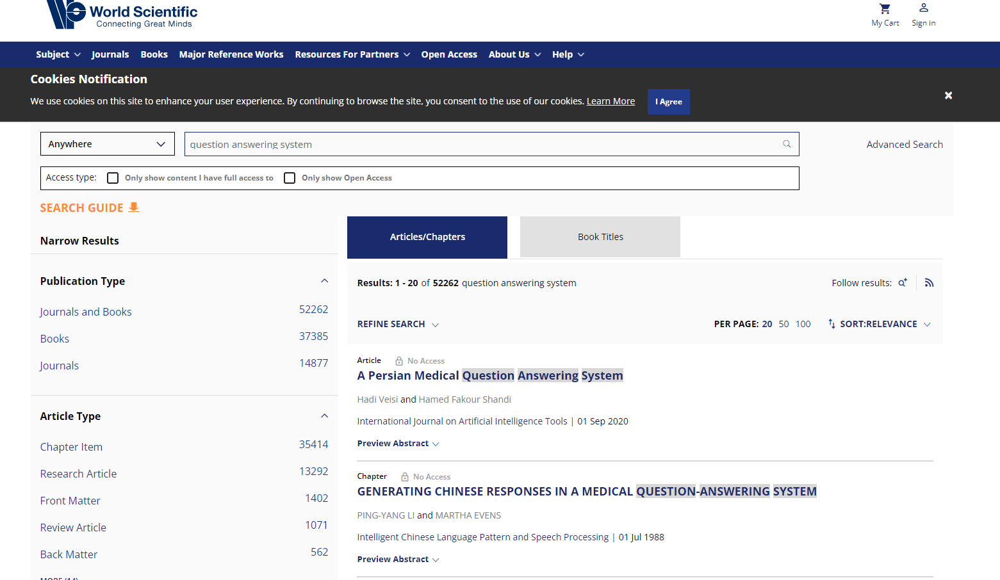 World Scientific
Connecting Great Minds
My Cart
Sign in
Subject
Journals
Books
Major Reference Works
Resources For Partners
Open Access
About Us
Help
Cookies Notification
We use cookies on this site to enhance your user experience. By continuing to browse the site, you consent to the use of our cookies. Learn More
I Agree
Anywhere
question answering system
Advanced Search
Access type:
Only show content I have full access to
Only show Open Access
SEARCH GUIDE
Narrow Results
Publication Type
Journals and Books 52262
Books 37385
Journals 14877
Article Type
Chapter Item 35414
Research Article 13292
Front Matter 1402
Review Article 1071
Back Matter 562
MORE (14)
Articles/Chapters
Book Titles
Results: 1 - 20 of 52262 question answering system
Follow results:
REFINE SEARCH
PER PAGE: 20 50 100
SORT:RELEVANCE
Article No Access
A Persian Medical Question Answering System
Hadi Veisi and Hamed Fakour Shandi
International Journal on Artificial Intelligence Tools | 01 Sep 2020
Preview Abstract
Chapter No Access
GENERATING CHINESE RESPONSES IN A MEDICAL QUESTION-ANSWERING SYSTEM
PING-YANG LI and MARTHA EVENS
Intelligent Chinese Language Pattern and Speech Processing | 01 Jul 1988
Preview Abstract